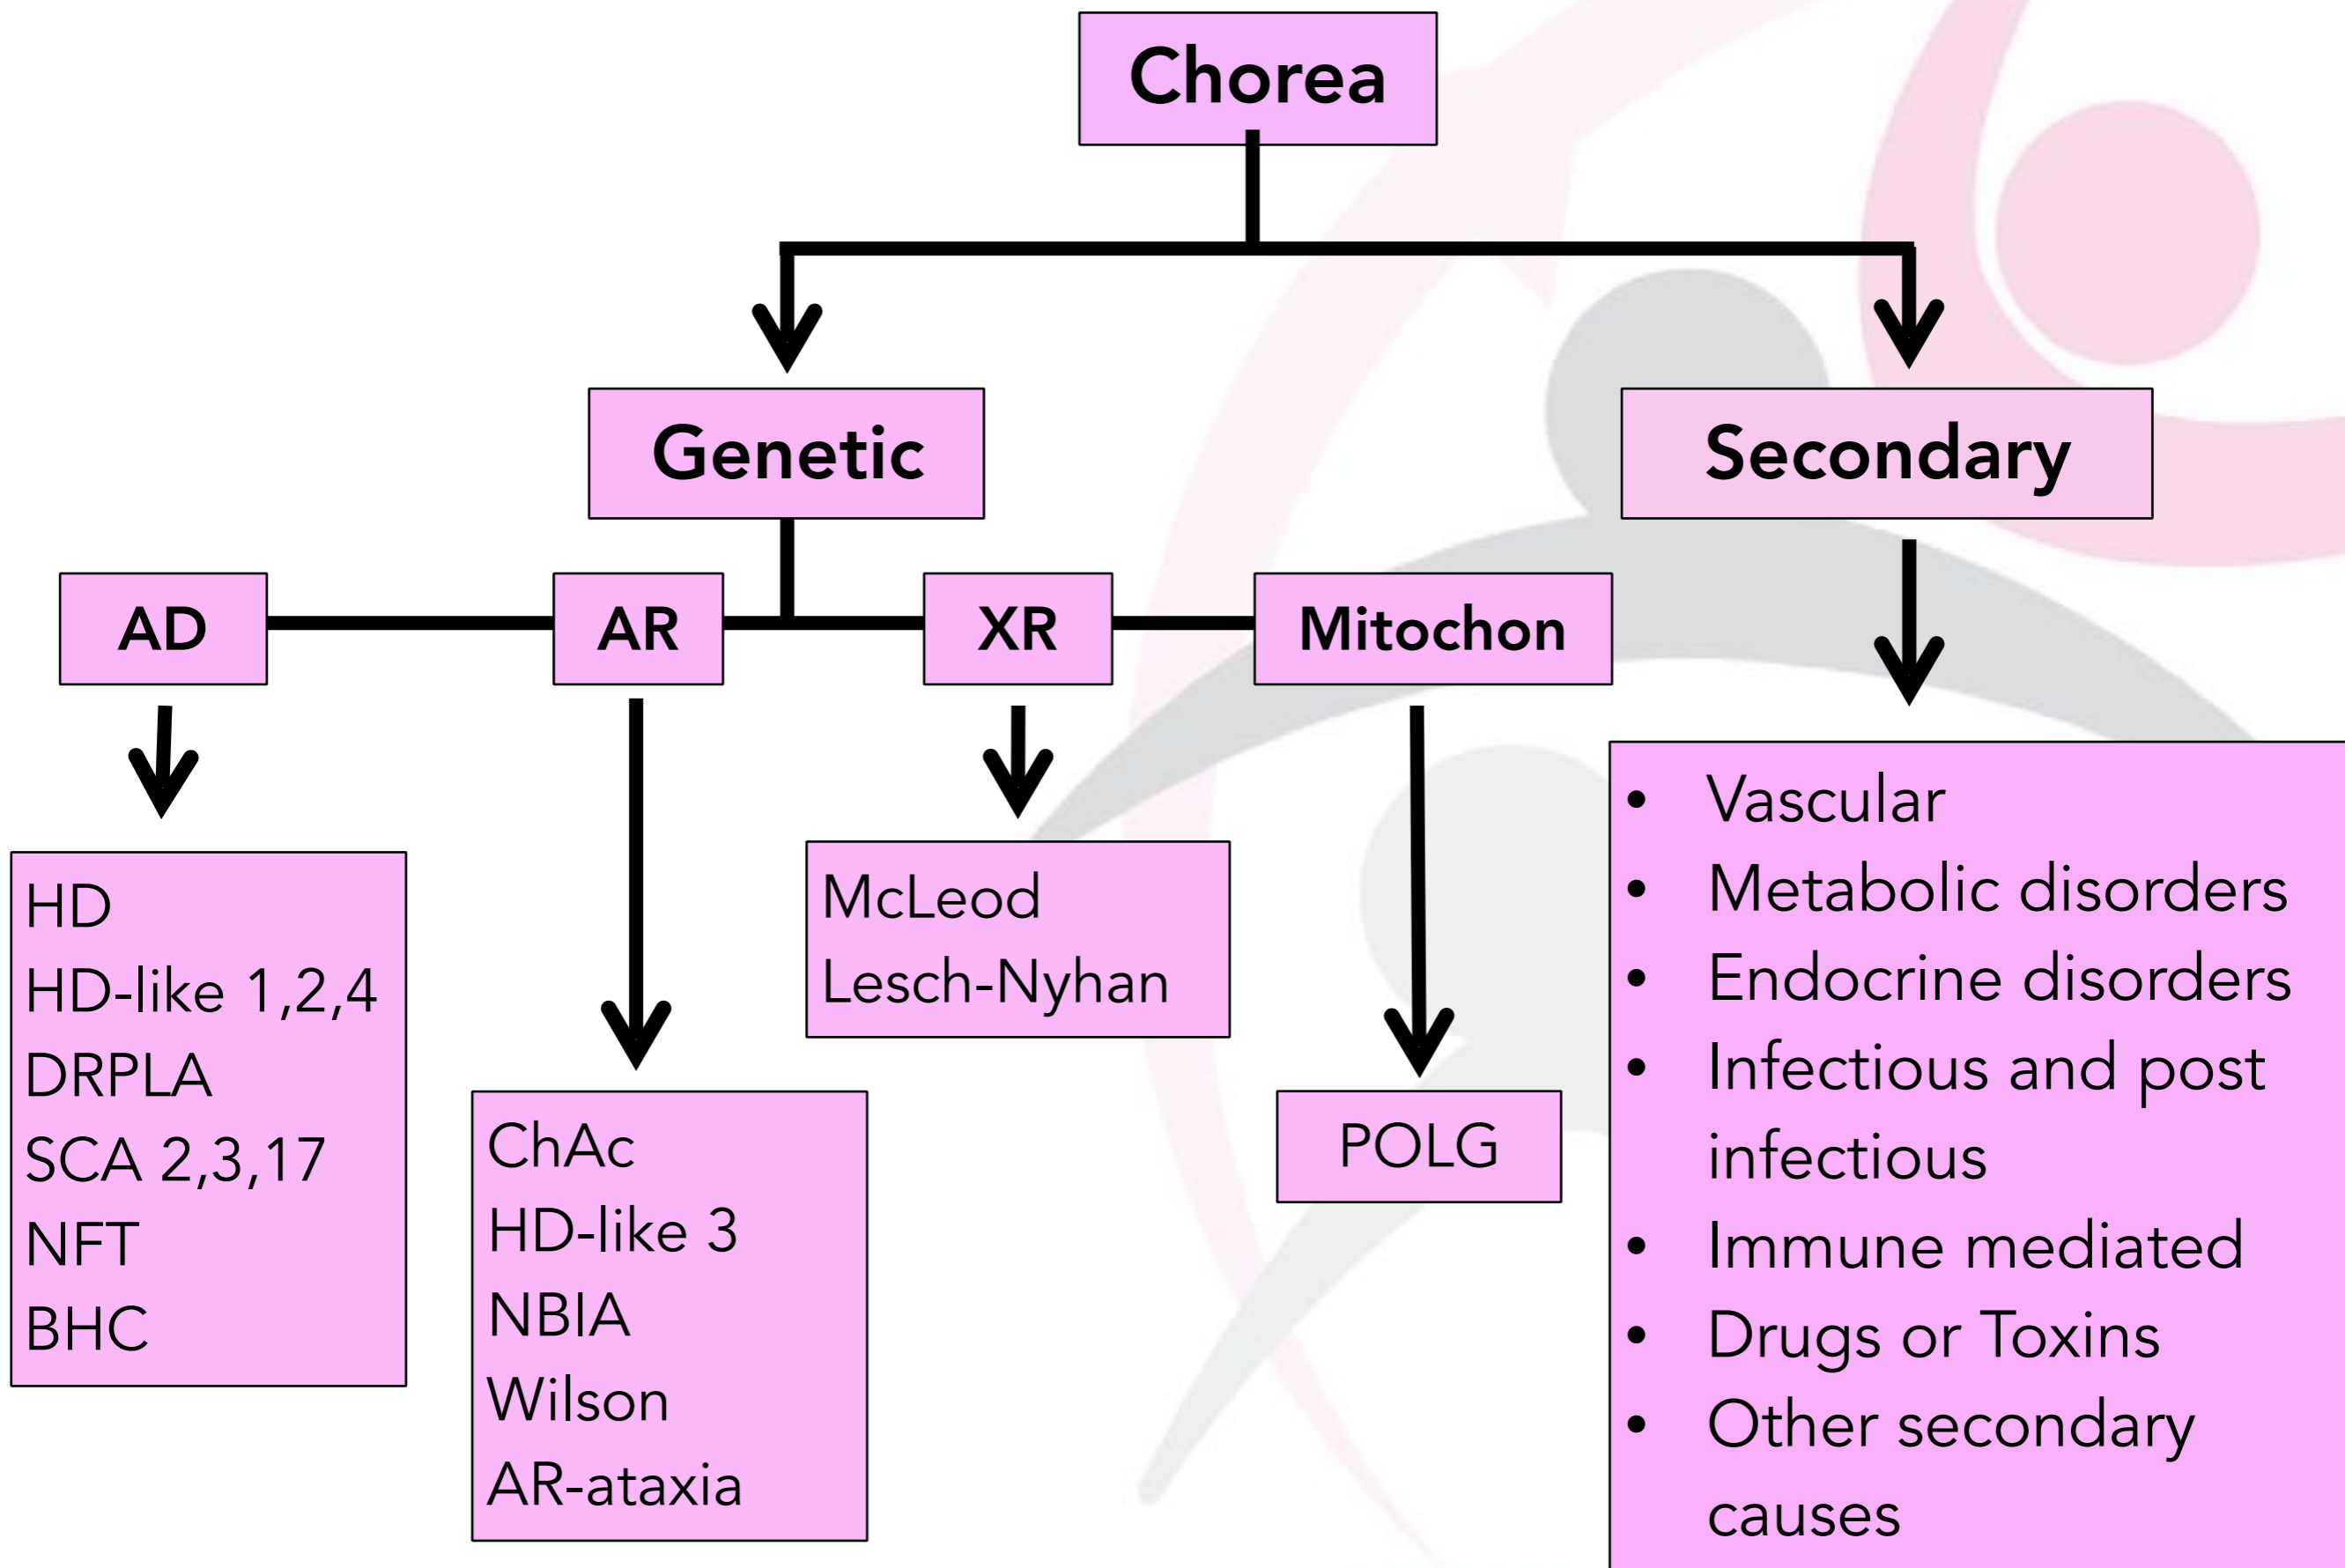 Chorea
Genetic
Secondary
AD
AR
XR
Mitochon
HD
HD-like 1,2,4
DRPLA
SCA 2,3,17
NFT
BHC
ChAc
HD-like 3
NBIA
Wilson
AR-ataxia
McLeod
Lesch-Nyhan
POLG
• Vascular
• Metabolic disorders
• Endocrine disorders
• Infectious and post
infectious
• Immune mediated
• Drugs or Toxins
• Other secondary
causes